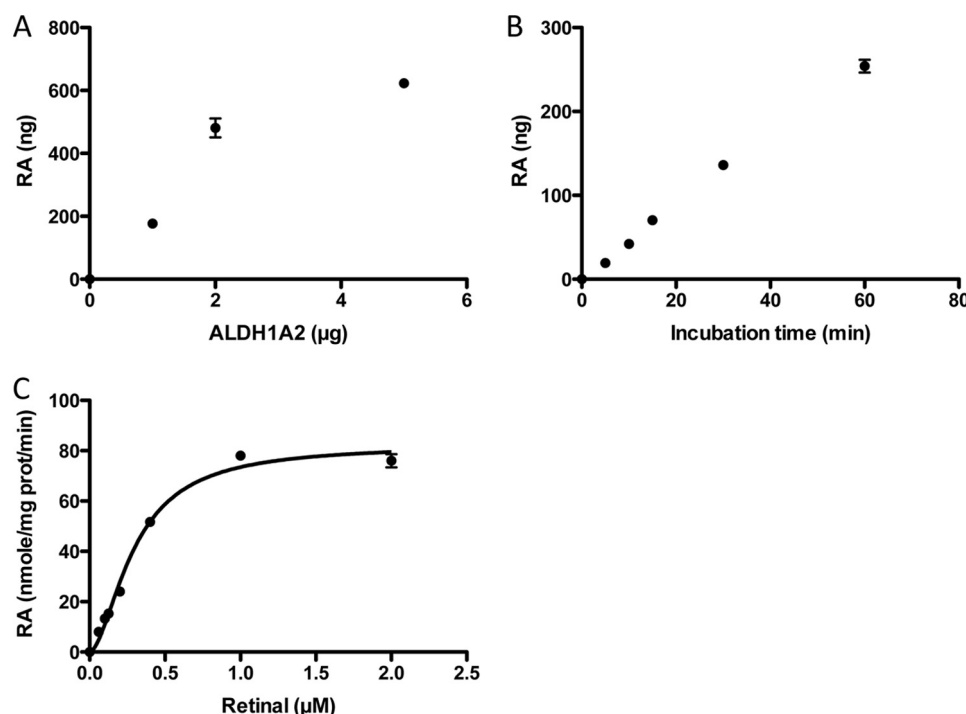 A
800
600
400
200
0
RA (ng)
0 2 4 6
ALDH1A2 (µg)
B
300
200
100
0
RA (ng)
0 20 40 60 80
Incubation time (min)
C
100
80
60
40
20
0
RA (nmole/mg prot/min)
0.0 0.5 1.0 1.5 2.0 2.5
Retinal (µM)